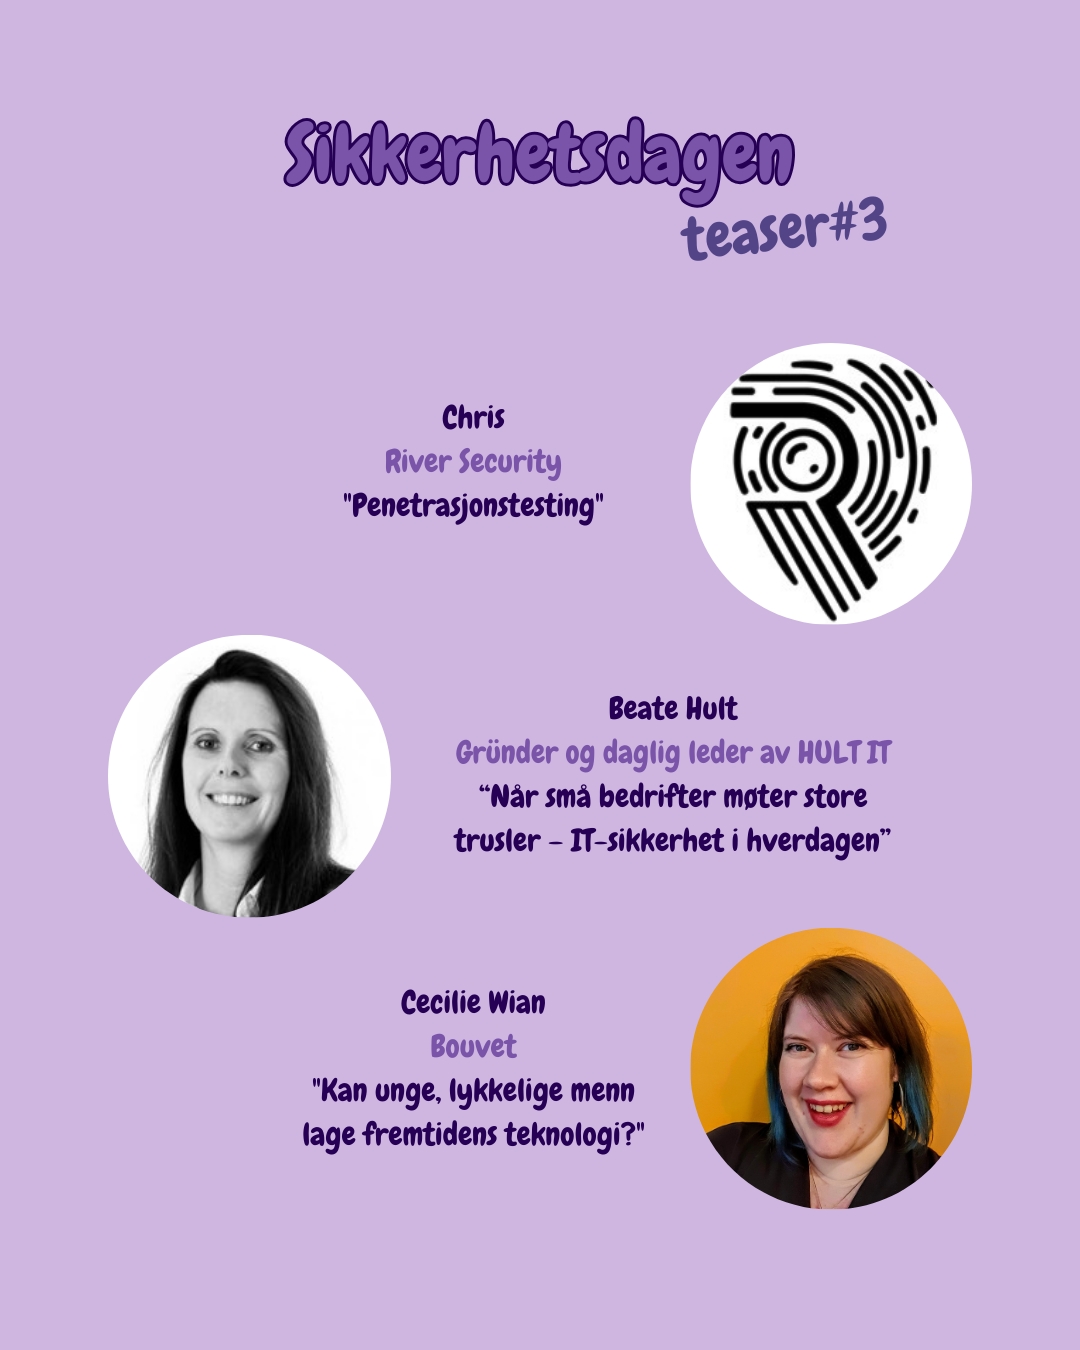 Sikkerhetsdagen
teaser#3
Chris
River Security
"Penetrasjonstesting"
Beate Hult
Gründer og daglig leder av HULT IT
“Når små bedrifter møter store
trusler – IT-sikkerhet i hverdagen”
Cecilie Wian
Bouvet
"Kan unge, lykkelige menn
lage fremtidens teknologi?"